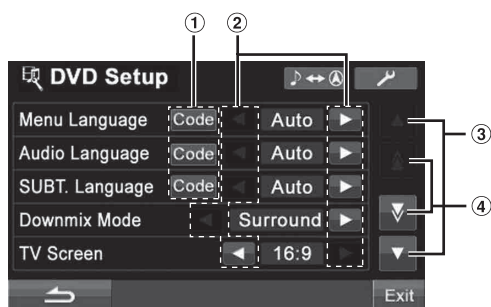 ① ②
DVD Setup
Menu Language Code Auto
Audio Language Code Auto
③
SUBT. Language Code Auto
④
Downmix Mode Surround
TV Screen 16:9
Exit